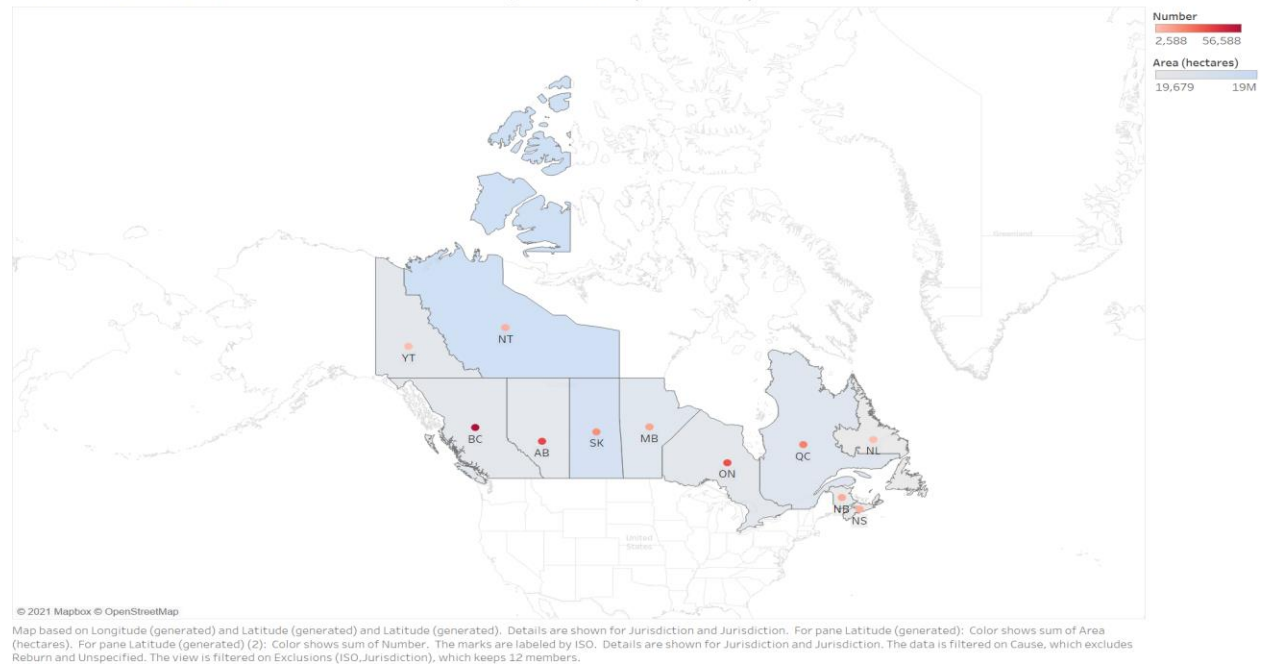 Number
2,588 56,588
Area (hectares)
19,679 19M
Greenland
NT
YT
BC
AB
SK
MB
ON
QC
NL
NB
NS
United
States
© 2021 Mapbox © OpenStreetMap
Map based on Longitude (generated) and Latitude (generated) and Latitude (generated). Details are shown for Jurisdiction and Jurisdiction. For pane Latitude (generated): Color shows sum of Area
(hectares). For pane Latitude (generated) (2): Color shows sum of Number. The marks are labeled by ISO. Details are shown for Jurisdiction and Jurisdiction. The data is filtered on Cause, which excludes
Reburn and Unspecified. The view is filtered on Exclusions (ISO,Jurisdiction), which keeps 12 members.